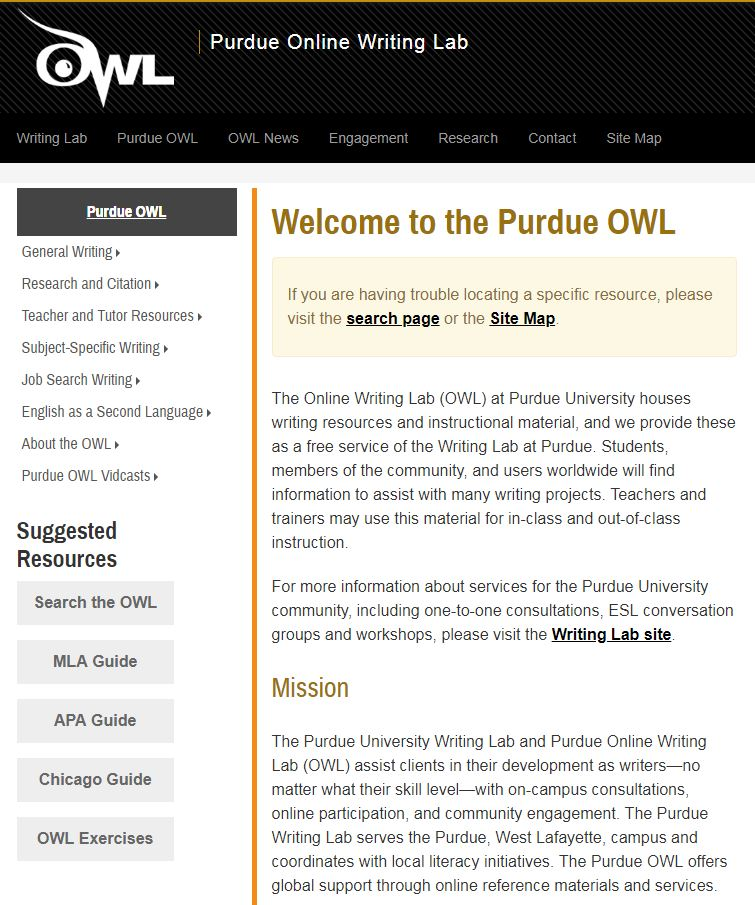 OWL
Purdue Online Writing Lab
Writing Lab Purdue OWL OWL News Engagement Research Contact Site Map
Purdue OWL
General Writing
Research and Citation
Teacher and Tutor Resources
Subject-Specific Writing
Job Search Writing
English as a Second Language
About the OWL
Purdue OWL Vidcasts
Suggested
Resources
Search the OWL
MLA Guide
APA Guide
Chicago Guide
OWL Exercises
Welcome to the Purdue OWL
If you are having trouble locating a specific resource, please
visit the search page or the Site Map.
The Online Writing Lab (OWL) at Purdue University houses
writing resources and instructional material, and we provide these
as a free service of the Writing Lab at Purdue. Students,
members of the community, and users worldwide will find
information to assist with many writing projects. Teachers and
trainers may use this material for in-class and out-of-class
instruction.
For more information about services for the Purdue University
community, including one-to-one consultations, ESL conversation
groups and workshops, please visit the Writing Lab site.
Mission
The Purdue University Writing Lab and Purdue Online Writing
Lab (OWL) assist clients in their development as writers—no
matter what their skill level—with on-campus consultations,
online participation, and community engagement. The Purdue
Writing Lab serves the Purdue, West Lafayette, campus and
coordinates with local literacy initiatives. The Purdue OWL offers
global support through online reference materials and services.